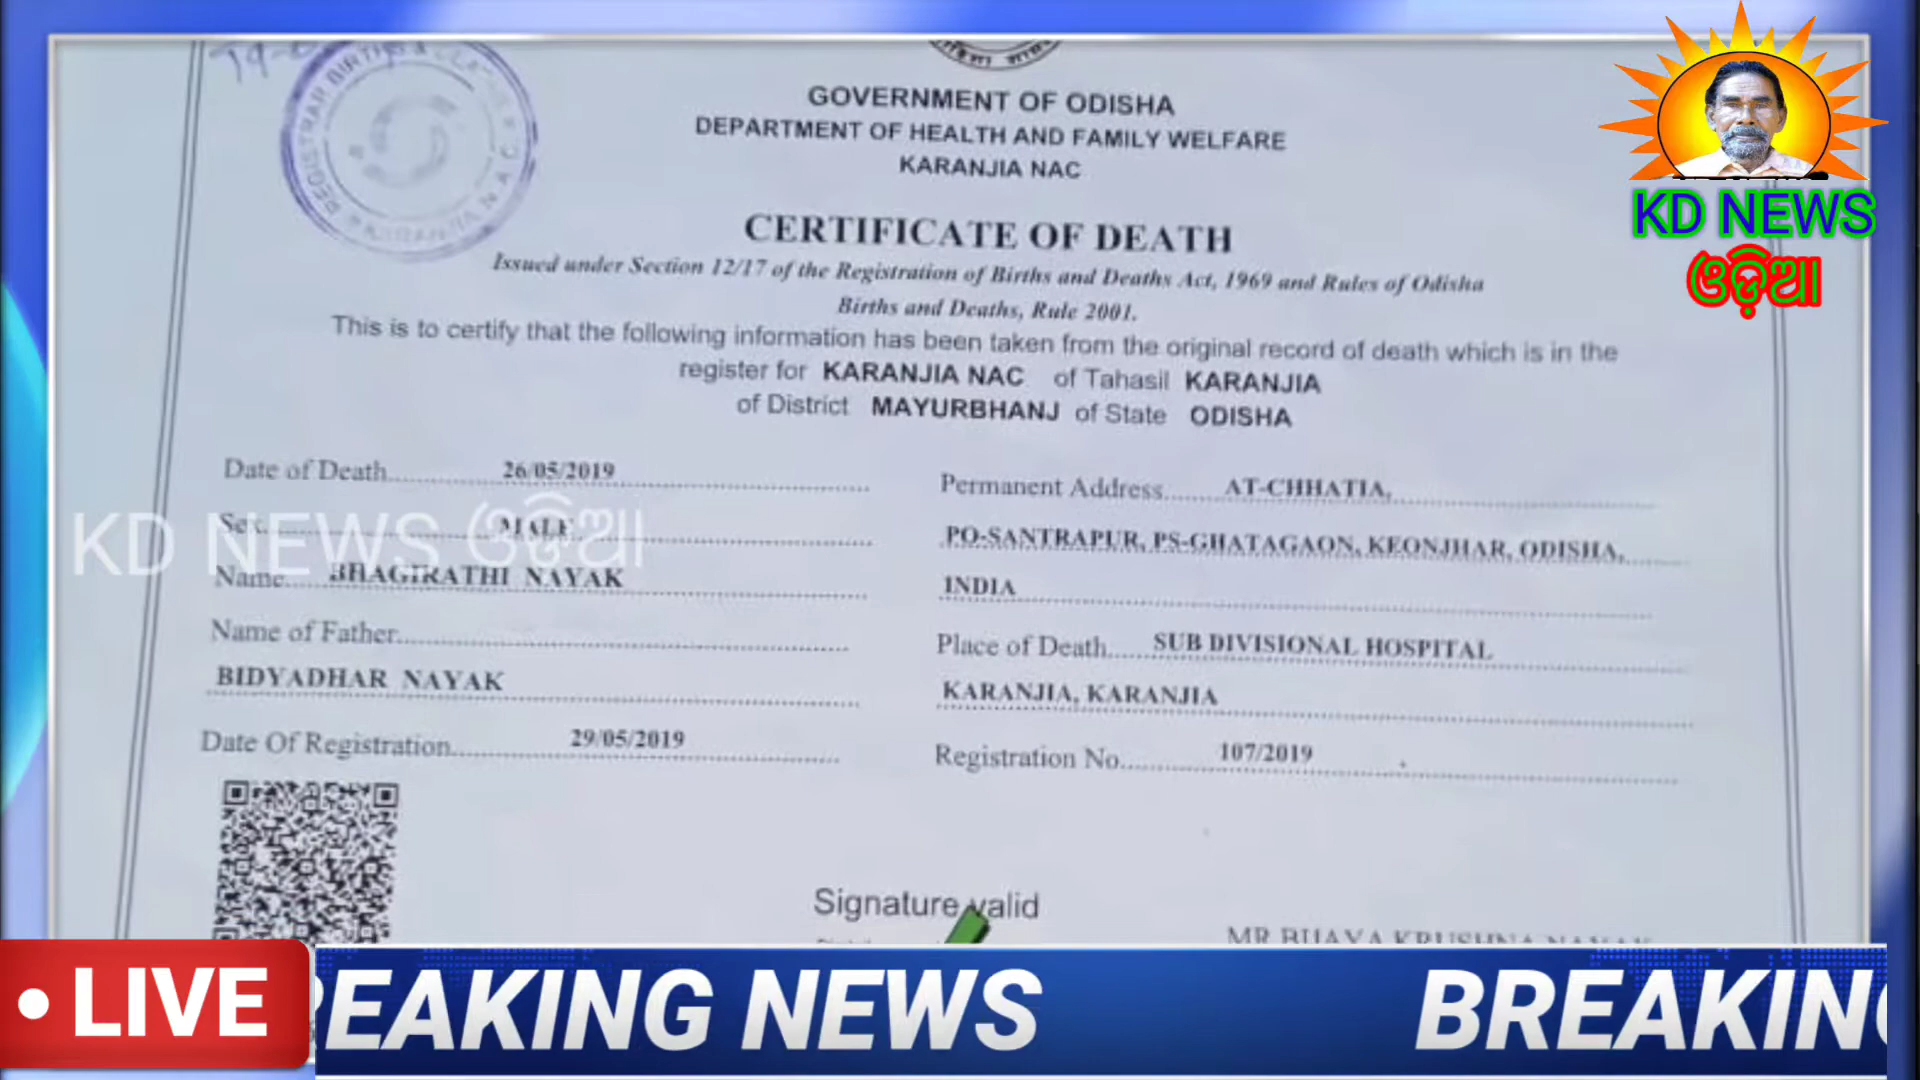 GOVERNMENT OF ODISHA
DEPARTMENT OF HEALTH AND FAMILY WELFARE
KARANJIA NAC
CERTIFICATE OF DEATH
Issued under Section 12/17 of the Registration of Births and Deaths Act, 1969 and Rules of Odisha
Births and Deaths, Rule 2001.
This is to certify that the following information has been taken from the original record of death which is in the
register for KARANJIA NAC of Tahasil KARANJIA
of District MAYURBHANJ of State ODISHA
Date of Death 26/05/2019
Sex MALE
Name BHAGIRATHI NAYAK
Name of Father
BIDYADHAR NAYAK
Date Of Registration 29/05/2019
Permanent Address AT-CHHATIA,
PO-SANTRAPUR, PS-GHATAGAON, KEONJHAR, ODISHA,
INDIA
Place of Death SUB DIVISIONAL HOSPITAL
KARANJIA, KARANJIA
Registration No. 107/2019
Signature valid
KD NEWS ଓଡ଼ିଆ
KD NEWS
ଓଡ଼ିଆ
LIVE
BREAKING NEWS
BREAKING